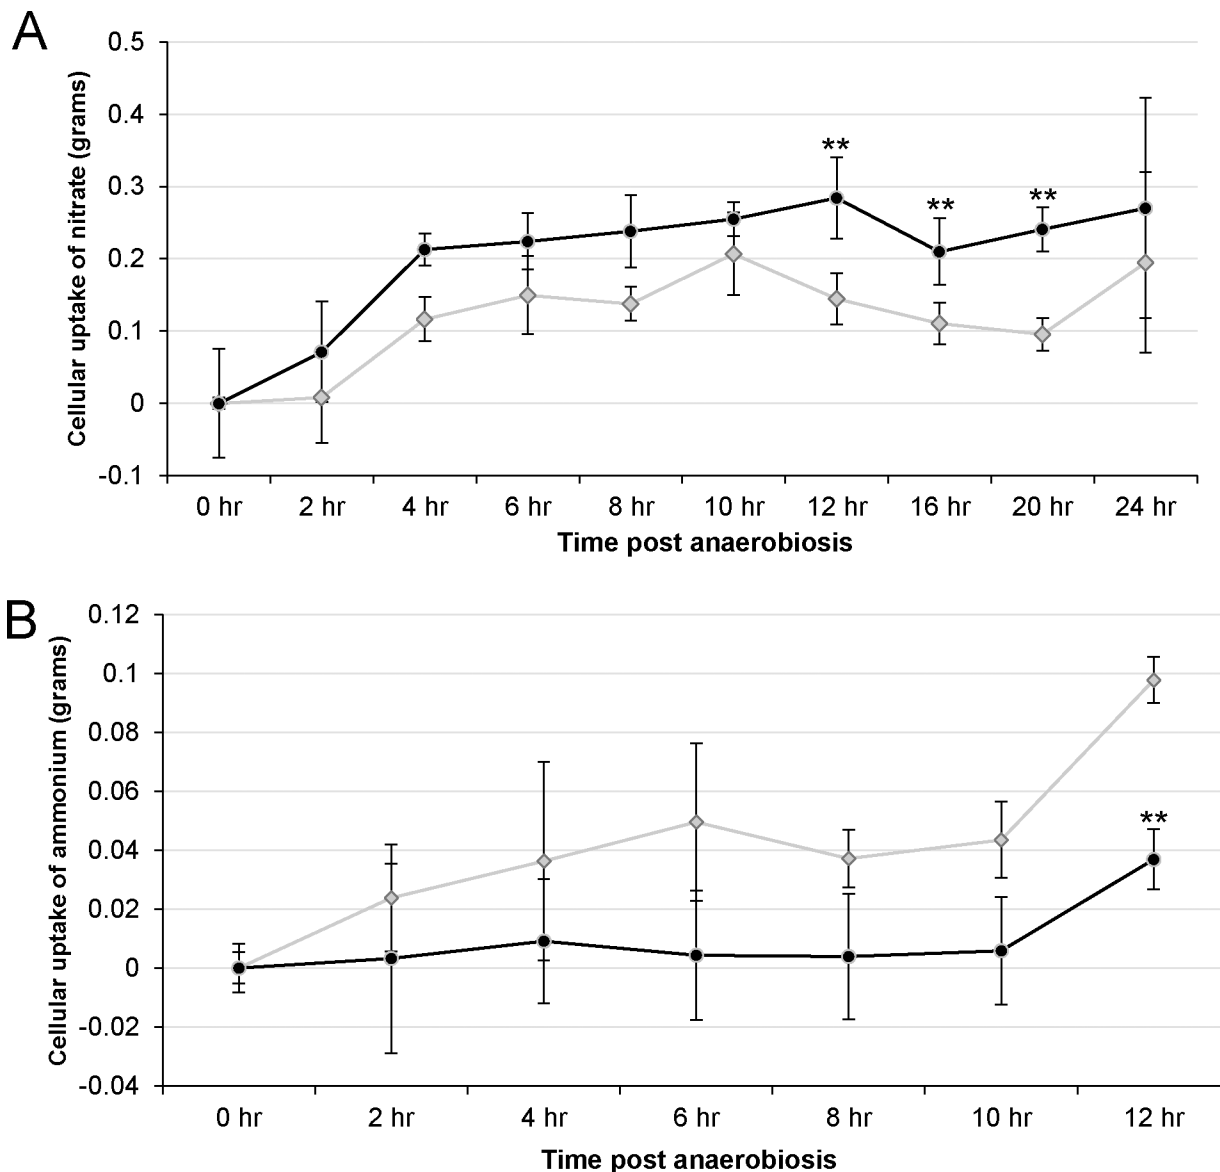 A
Cellular uptake of nitrate (grams)
0.5
0.4
0.3
0.2
0.1
0
-0.1
**
**
**
0 hr 2 hr 4 hr 6 hr 8 hr 10 hr 12 hr 16 hr 20 hr 24 hr
Time post anaerobiosis
B
Cellular uptake of ammonium (grams)
0.12
0.1
0.08
0.06
0.04
0.02
0
-0.02
-0.04
**
0 hr 2 hr 4 hr 6 hr 8 hr 10 hr 12 hr
Time post anaerobiosis